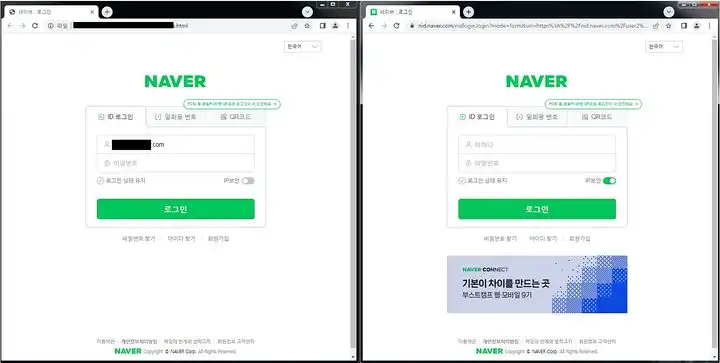 네이버 : 로그인
파일
.html
한국어
NAVER
ID 로그인
일회용 번호
QR코드
.com
비밀번호
로그인 상태 유지
IP보안
로그인
비밀번호 찾기
아이디 찾기
회원가입
이용약관
개인정보처리방침
책임의 한계와 법적고지
회원정보 고객센터
NAVER Copyright © NAVER Corp. All Rights Reserved.
네이버 : 로그인
nid.naver.com/nidlogin.login?mode=form&url=https%3A%2F%2Fnid.naver.com%2Fuser2%...
한국어
NAVER
ID 로그인
일회용 번호
QR코드
아이디
비밀번호
로그인 상태 유지
IP보안
로그인
비밀번호 찾기
아이디 찾기
회원가입
NAVER CONNECT
기본이 차이를 만드는 곳
부스트캠프 웹·모바일 9기
이용약관
개인정보처리방침
책임의 한계와 법적고지
회원정보 고객센터
NAVER Copyright © NAVER Corp. All Rights Reserved.